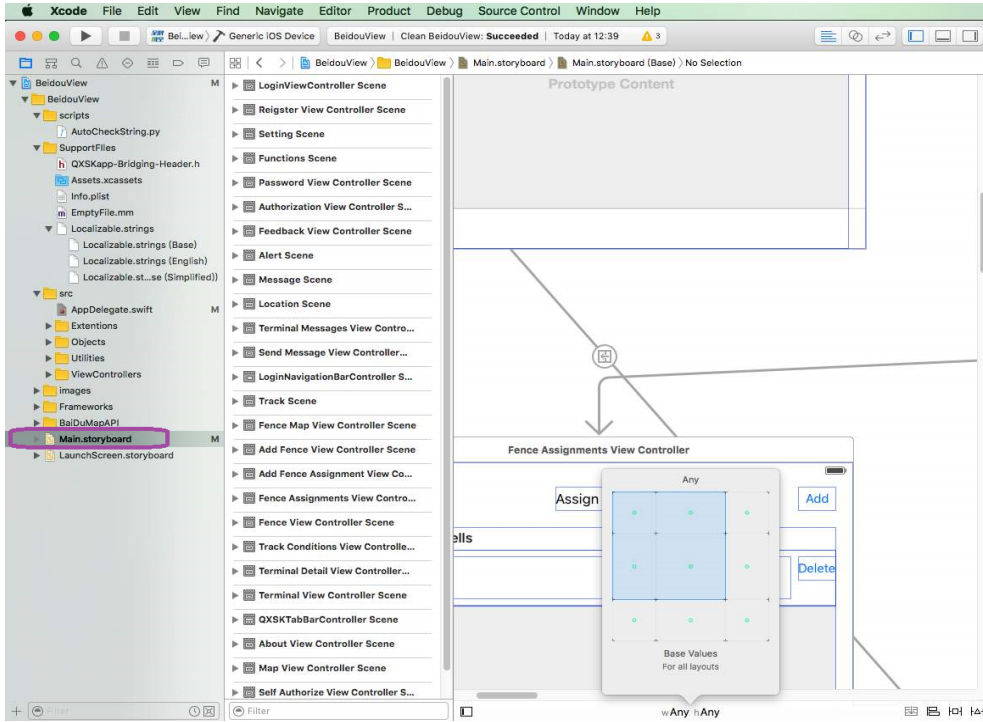 Xcode File Edit View Find Navigate Editor Product Debug Source Control Window Help
Bei...iew Generic iOS Device BeidouView | Clean BeidouView: Succeeded | Today at 12:39 3
BeidouView BeidouView Main.storyboard Main.storyboard (Base) No Selection
BeidouView M
BeidouView
scripts
AutoCheckString.py
SupportFIles
h QXSKapp-Bridging-Header.h
Assets.xcassets
Info.plist
m EmptyFile.mm
Localizable.strings
Localizable.strings (Base)
Localizable.strings (English)
Localizable.st...se (Simplified))
src
AppDelegate.swift M
Extentions
Objects
Utilities
ViewControllers
images
Frameworks
BaiDuMapAPI
Main.storyboard M
LaunchScreen.storyboard
Filter
LoginViewController Scene
Reigster View Controller Scene
Setting Scene
Functions Scene
Password View Controller Scene
Authorization View Controller S...
Feedback View Controller Scene
Alert Scene
Message Scene
Location Scene
Terminal Messages View Contro...
Send Message View Controller...
LoginNavigationBarController S...
Track Scene
Fence Map View Controller Scene
Add Fence View Controller Scene
Add Fence Assignment View Co...
Fence Assignments View Contro...
Fence View Controller Scene
Track Conditions View Controlle...
Terminal Detail View Controller...
Terminal View Controller Scene
QXSKTabBarController Scene
About View Controller Scene
Map View Controller Scene
Self Authorize View Controller S...
Filter
Prototype Content
Fence Assignments View Controller
Assign Add
ells
Delete
Any
Base Values
For all layouts
wAny hAny